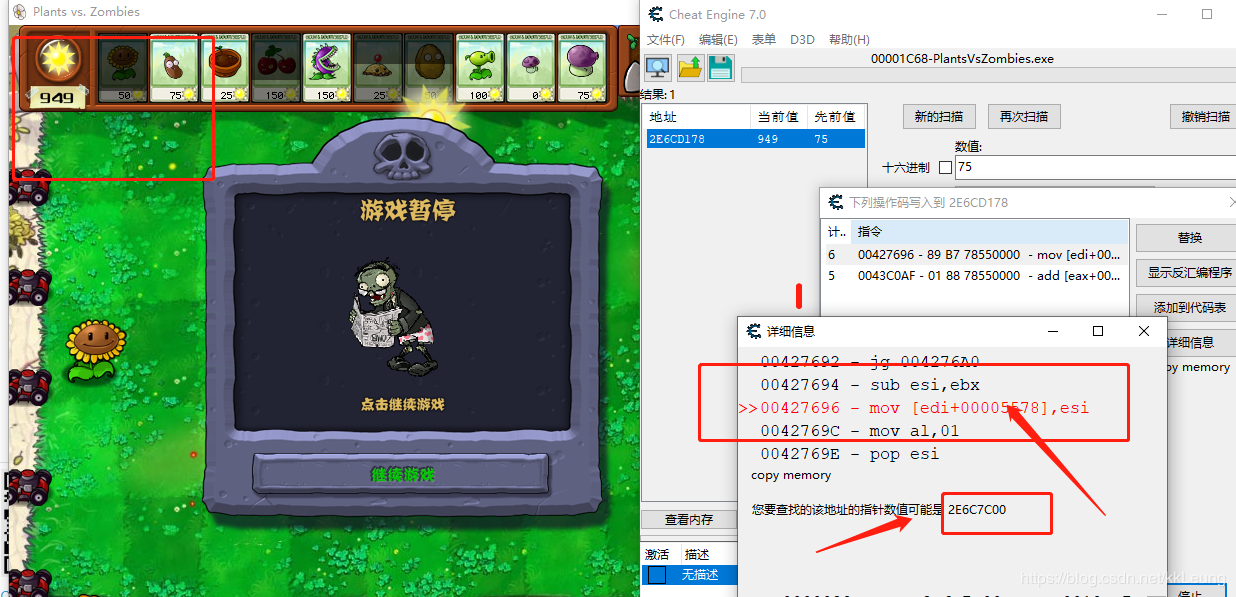 Plants vs. Zombies
949
50
75
25
150
150
25
50
100
0
75
游戏暂停
点击继续游戏
继续游戏
Cheat Engine 7.0
文件(F) 编辑(E) 表单 D3D 帮助(H)
00001C68-PlantsVsZombies.exe
结果: 1
地址 当前值 先前值
2E6CD178 949 75
新的扫描 再次扫描 撤销扫描
数值:
十六进制 75
下列操作码写入到 2E6CD178
计.. 指令
6 00427696 - 89 B7 78550000 - mov [edi+00...
5 0043C0AF - 01 88 78550000 - add [eax+00...
替换
显示反汇编程序
添加到代码表
详细信息
py memory
详细信息
00427692 - jg 004276A0
00427694 - sub esi,ebx
>>00427696 - mov [edi+00005578],esi
0042769C - mov al,01
0042769E - pop esi
copy memory
您要查找的该地址的指针数值可能是 2E6C7C00
查看内存
激活 描述
无描述
停止
https://blog.csdn.net/kkLeung